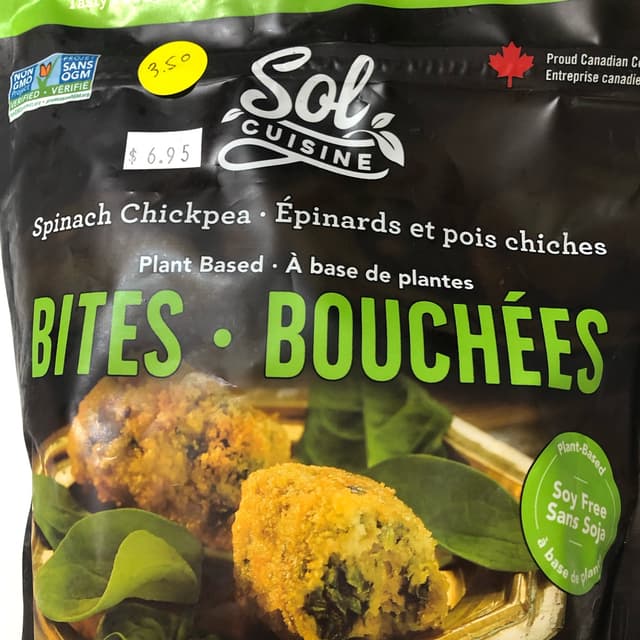 NON GMO
VERIFIED
PROJET SANS OGM
VÉRIFIÉ
3.50
Sol
CUISINE
$ 6.95
Proud Canadian
Entreprise canadie
Spinach Chickpea · Épinards et pois chiches
Plant Based · À base de plantes
BITES · BOUCHÉES
Plant-Based
Soy Free
Sans Soja
à base de plant